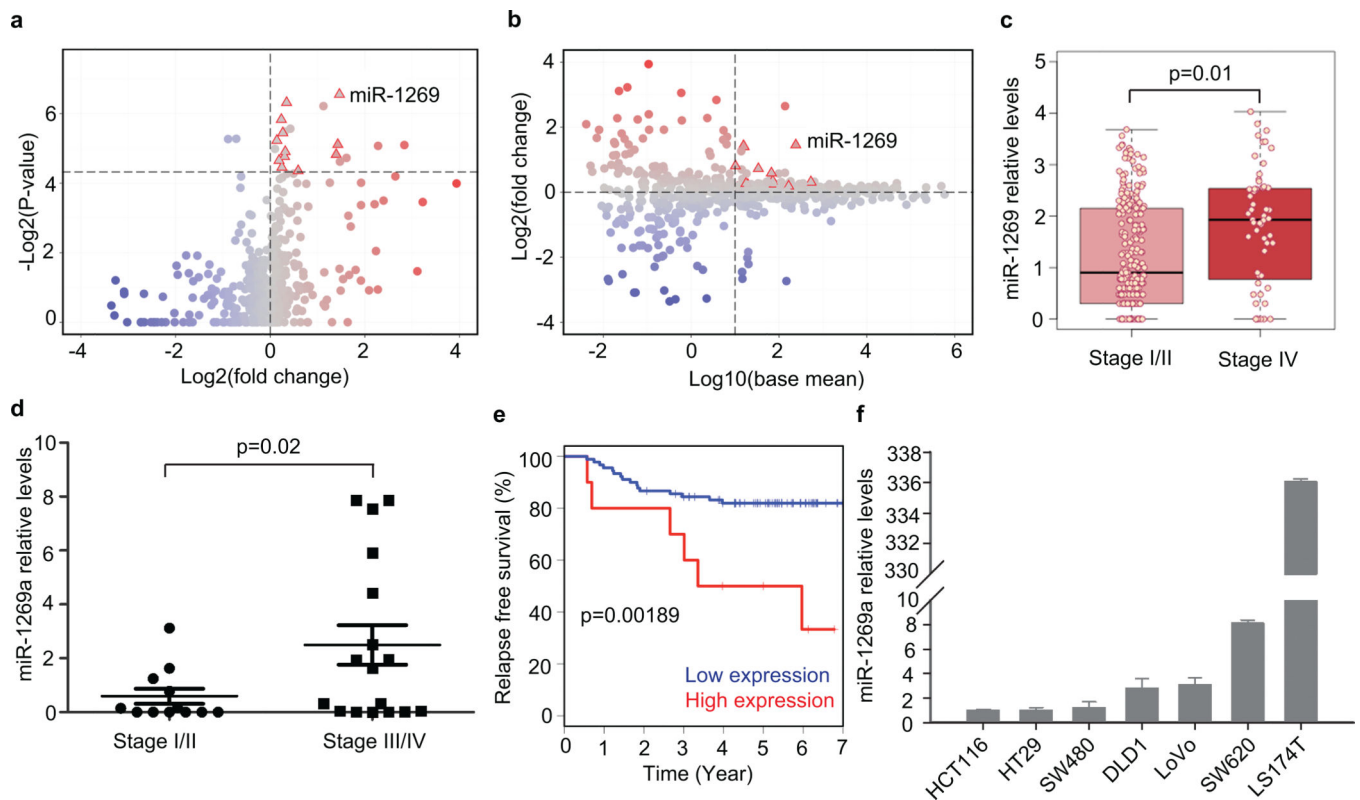 a
miR-1269
-Log2(P-value)
6
4
2
0
-4 -2 0 2 4
Log2(fold change)
b
miR-1269
Log2(fold change)
4
2
0
-2
-4
-2 0 2 4 6
Log10(base mean)
c
p=0.01
miR-1269 relative levels
5
4
3
2
1
0
Stage I/II Stage IV
d
p=0.02
miR-1269a relative levels
10
8
6
4
2
0
Stage I/II Stage III/IV
e
Relapse free survival (%)
100
80
60
40
20
0
p=0.00189
Low expression
High expression
0 1 2 3 4 5 6 7
Time (Year)
f
miR-1269a relative levels
338
336
334
332
330
10
8
6
4
2
0
HCT116 HT29 SW480 DLD1 LoVo SW620 LS174T